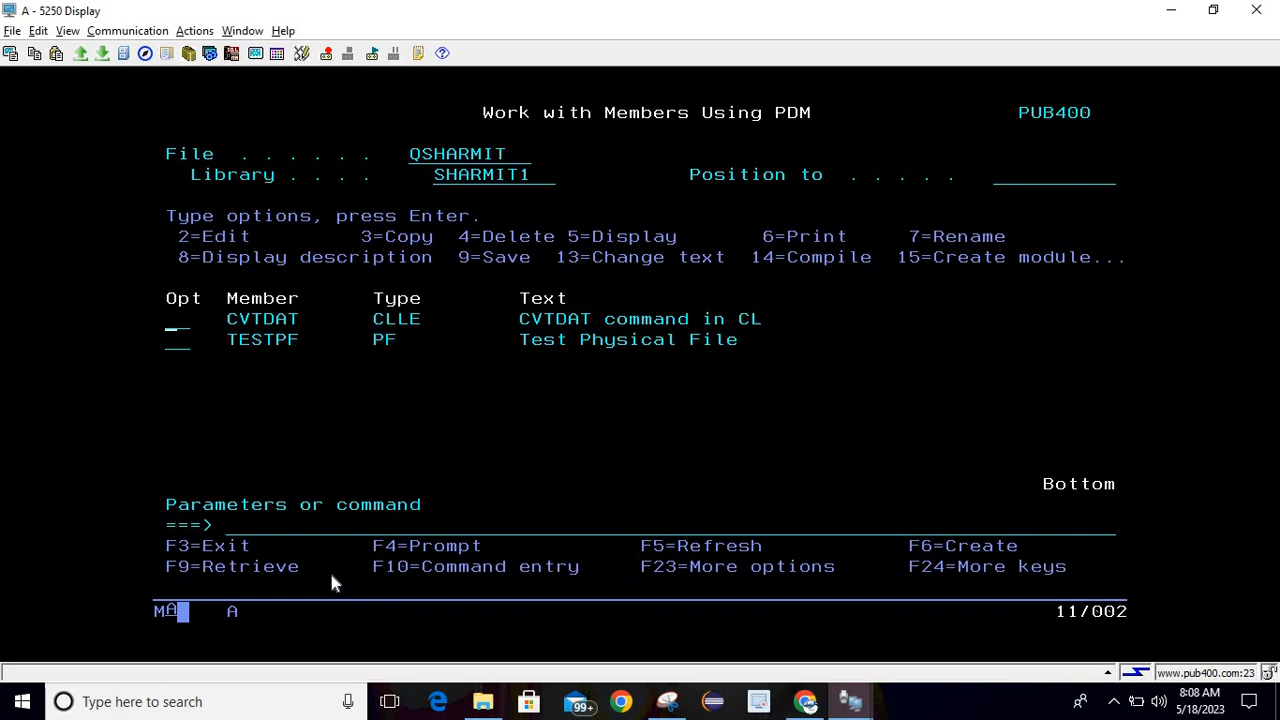 A - 5250 Display
File Edit View Communication Actions Window Help
Work with Members Using PDM PUB400
File . . . . . . QSHARMIT
Library . . . . SHARMIT1 Position to . . . . .
Type options, press Enter.
2=Edit 3=Copy 4=Delete 5=Display 6=Print 7=Rename
8=Display description 9=Save 13=Change text 14=Compile 15=Create module...
Opt Member Type Text
CVTDAT CLLE CVTDAT command in CL
TESTPF PF Test Physical File
Bottom
Parameters or command
===>
F3=Exit F4=Prompt F5=Refresh F6=Create
F9=Retrieve F10=Command entry F23=More options F24=More keys
MA A 11/002
www.pub400.com:23
Type here to search 99+ 8:08 AM
5/18/2023